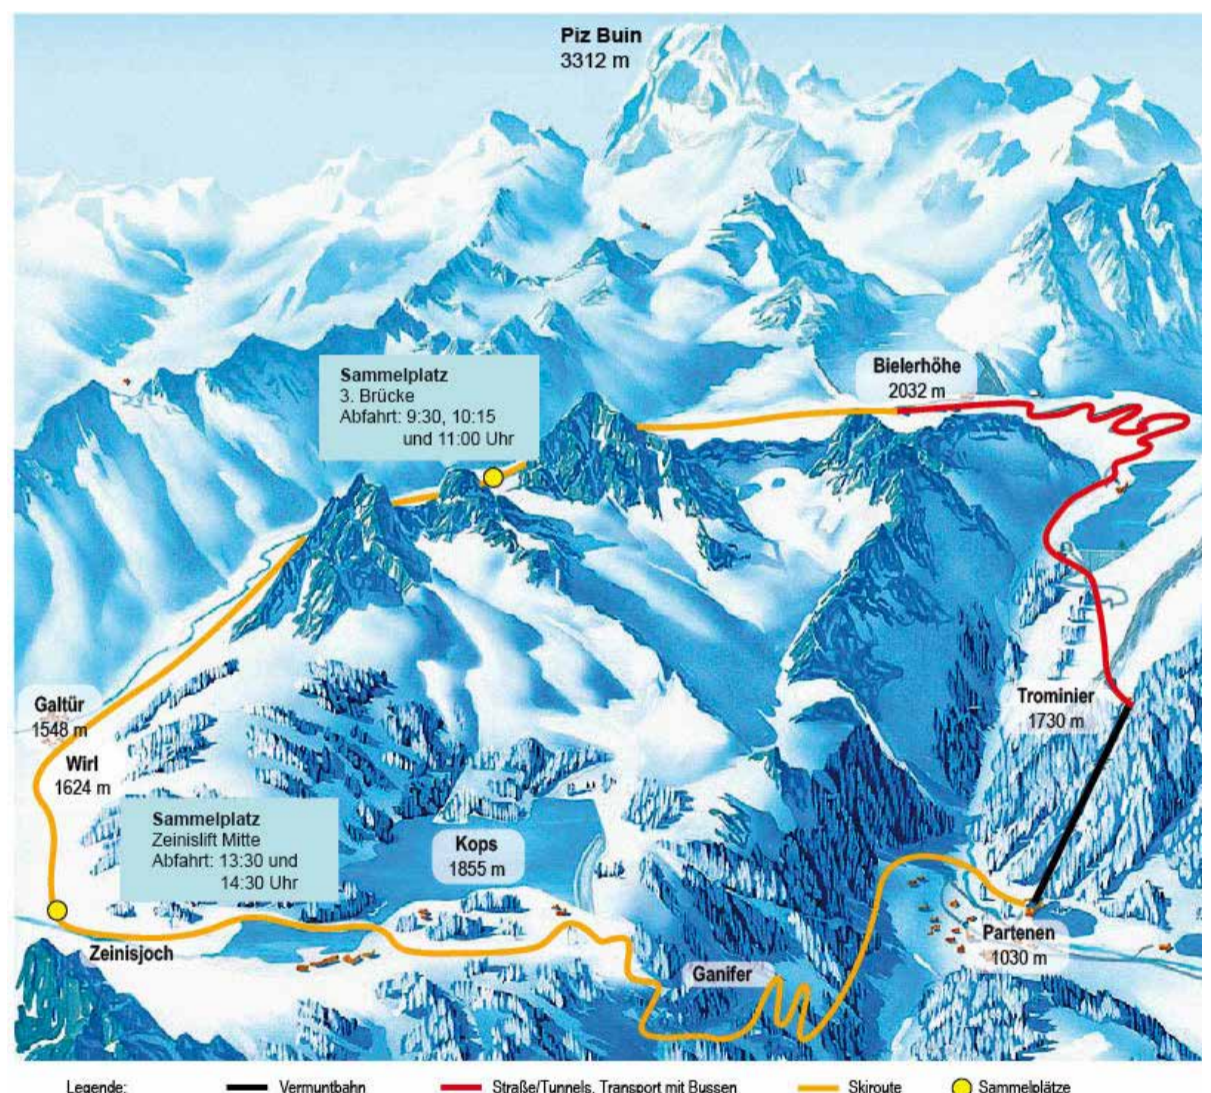 Piz Buin
3312 m
Bielerhöhe
2032 m
Sammelplatz
3. Brücke
Abfahrt: 9:30, 10:15
und 11:00 Uhr
Galtür
1548 m
Wirl
1624 m
Trominier
1730 m
Sammelplatz
Zeinislift Mitte
Abfahrt: 13:30 und
14:30 Uhr
Kops
1855 m
Zeinisjoch
Ganifer
Partenen
1030 m
Legende: Vermuntbahn Straße/Tunnels, Transport mit Bussen Skiroute Sammelplätze